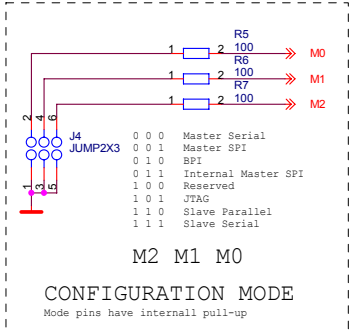 R5
1 2 100 M0
R6
1 2 100 M1
R7
1 2 100 M2
2 4 6
J4
JUMP2X3
1 3 5
0 0 0 Master Serial
0 0 1 Master SPI
0 1 0 BPI
0 1 1 Internal Master SPI
1 0 0 Reserved
1 0 1 JTAG
1 1 0 Slave Parallel
1 1 1 Slave Serial
M2 M1 M0
CONFIGURATION MODE
Mode pins have internall pull-up